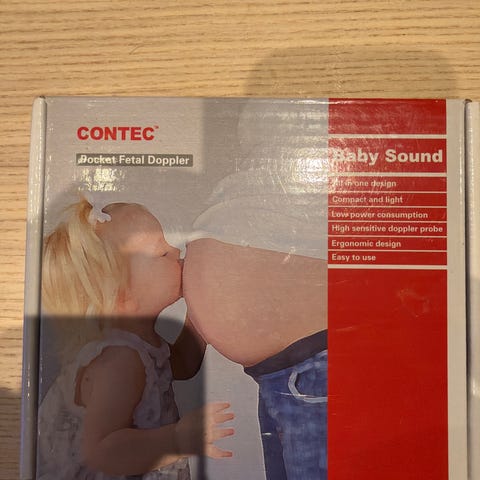 CONTEC™
Pocket Fetal Doppler
Baby Sound
All in one design
Compact and light
Low power consumption
High sensitive doppler probe
Ergonomic design
Easy to use